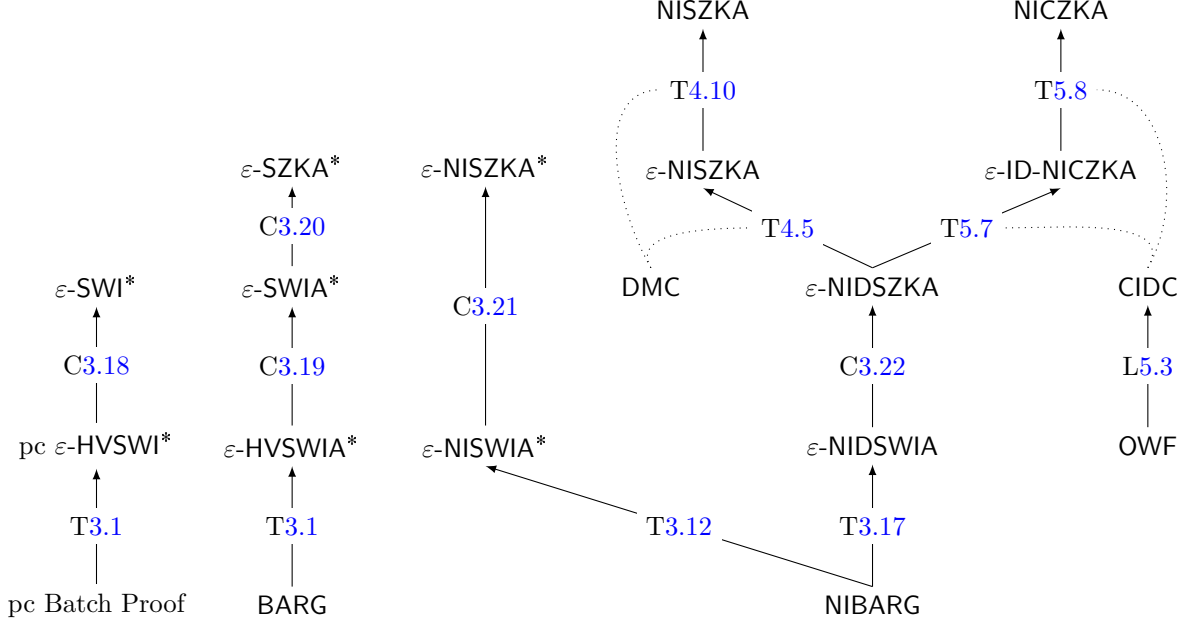 NISZKA NICZKA
T4.10 T5.8
ε-SZKA* ε-NISZKA* ε-NISZKA ε-ID-NICZKA
C3.20 T4.5 T5.7
ε-SWI* ε-SWIA* DMC ε-NIDSZKA CIDC
C3.21
C3.18 C3.19 C3.22 L5.3
pc ε-HVSWI* ε-HVSWIA* ε-NISWIA* ε-NIDSWIA OWF
T3.1 T3.1 T3.12 T3.17
pc Batch Proof BARG NIBARG